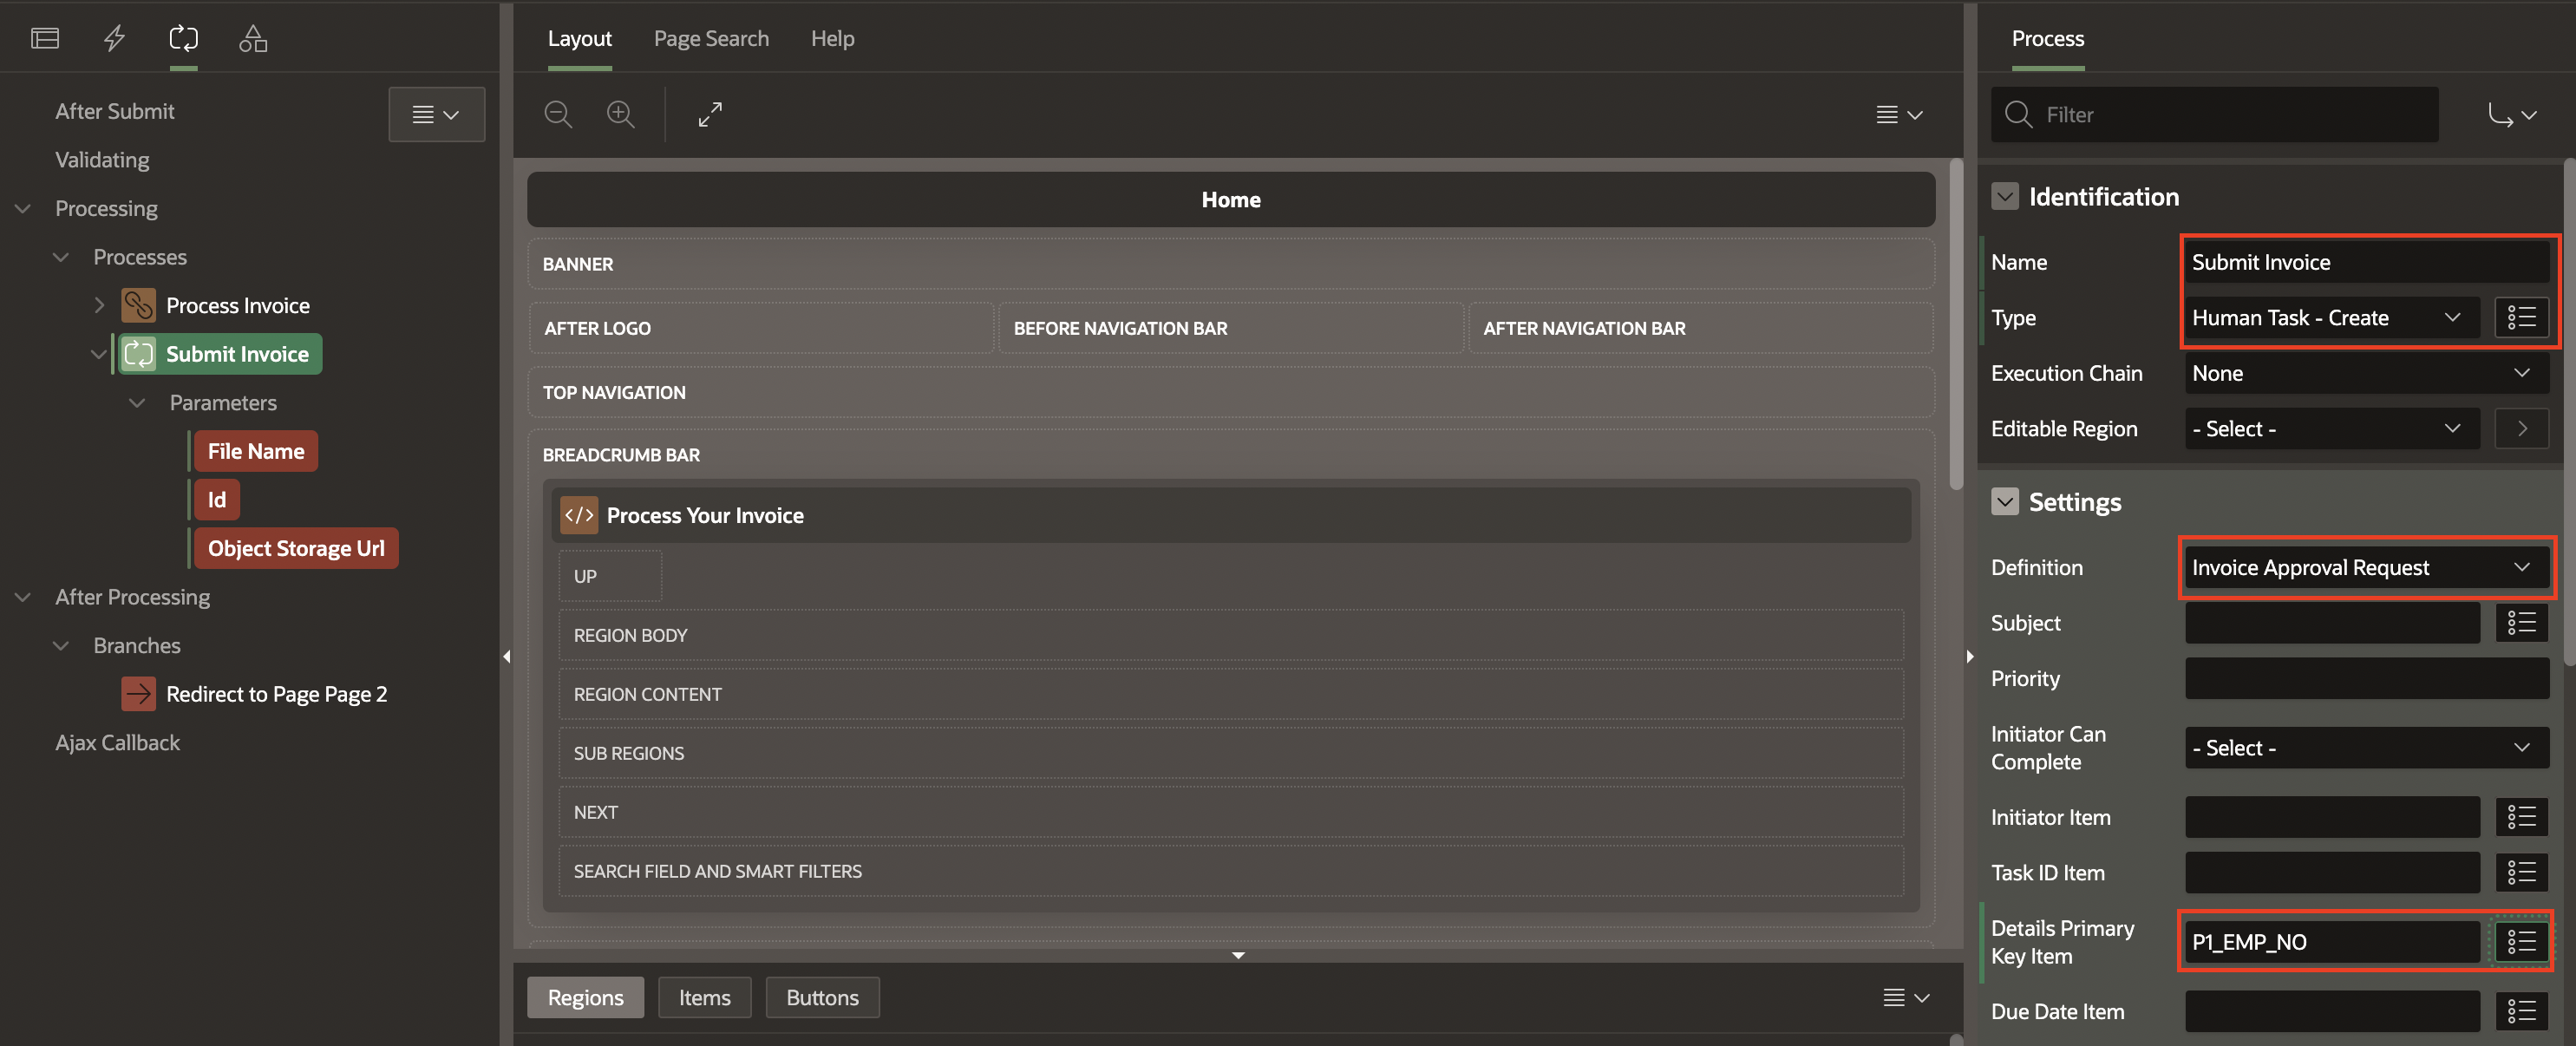 After Submit
Validating
Processing
Processes
Process Invoice
Submit Invoice
Parameters
File Name
Id
Object Storage Url
After Processing
Branches
Redirect to Page Page 2
Ajax Callback
Layout
Page Search
Help
Home
BANNER
AFTER LOGO
BEFORE NAVIGATION BAR
AFTER NAVIGATION BAR
TOP NAVIGATION
BREADCRUMB BAR
Process Your Invoice
UP
REGION BODY
REGION CONTENT
SUB REGIONS
NEXT
SEARCH FIELD AND SMART FILTERS
Regions
Items
Buttons
Process
Filter
Identification
Name
Submit Invoice
Type
Human Task - Create
Execution Chain
None
Editable Region
- Select -
Settings
Definition
Invoice Approval Request
Subject
Priority
Initiator Can
Complete
- Select -
Initiator Item
Task ID Item
Details Primary
Key Item
P1_EMP_NO
Due Date Item